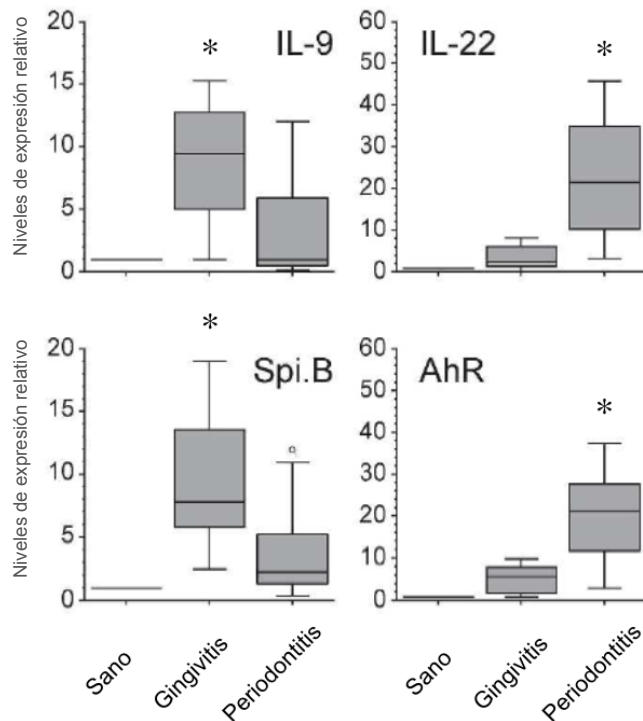 Niveles de expresión relativo
IL-9
*
20
15
10
5
0
IL-22
*
60
50
40
30
20
10
0
Niveles de expresión relativo
Spi.B
*
20
15
10
5
0
AhR
*
60
50
40
30
20
10
0
Sano
Gingivitis
Periodontitis
Sano
Gingivitis
Periodontitis